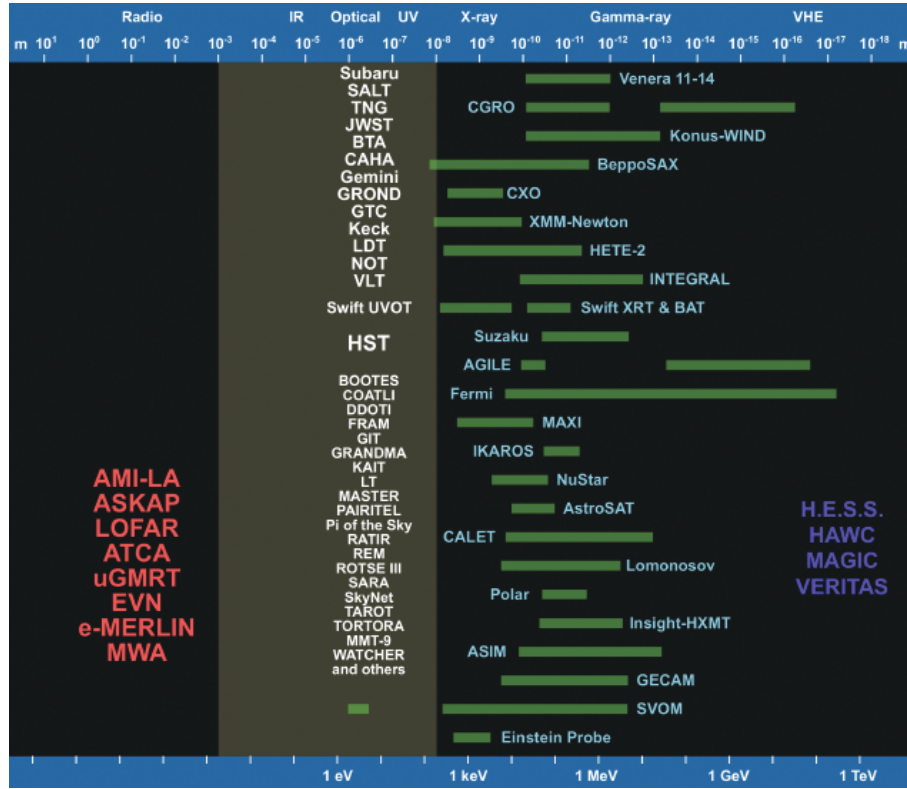 Radio IR Optical UV X-ray Gamma-ray VHE
m 10¹ 10⁰ 10⁻¹ 10⁻² 10⁻³ 10⁻⁴ 10⁻⁵ 10⁻⁶ 10⁻⁷ 10⁻⁸ 10⁻⁹ 10⁻¹⁰ 10⁻¹¹ 10⁻¹² 10⁻¹³ 10⁻¹⁴ 10⁻¹⁵ 10⁻¹⁶ 10⁻¹⁷ 10⁻¹⁸ m
Subaru
SALT
TNG
JWST
BTA
CAHA
Gemini
GROND
GTC
Keck
LDT
NOT
VLT
Swift UVOT
HST
BOOTES
COATLI
DDOTI
FRAM
GIT
GRANDMA
KAIT
LT
MASTER
PAIRITEL
Pi of the Sky
RATIR
REM
ROTSE III
SARA
SkyNet
TAROT
TORTORA
MMT-9
WATCHER
and others
Venera 11-14
CGRO
Konus-WIND
BeppoSAX
CXO
XMM-Newton
HETE-2
INTEGRAL
Swift XRT & BAT
Suzaku
AGILE
Fermi
MAXI
IKAROS
NuStar
AstroSAT
CALET
Lomonosov
Polar
Insight-HXMT
ASIM
GECAM
SVOM
Einstein Probe
AMI-LA
ASKAP
LOFAR
ATCA
uGMRT
EVN
e-MERLIN
MWA
H.E.S.S.
HAWC
MAGIC
VERITAS
1 eV 1 keV 1 MeV 1 GeV 1 TeV